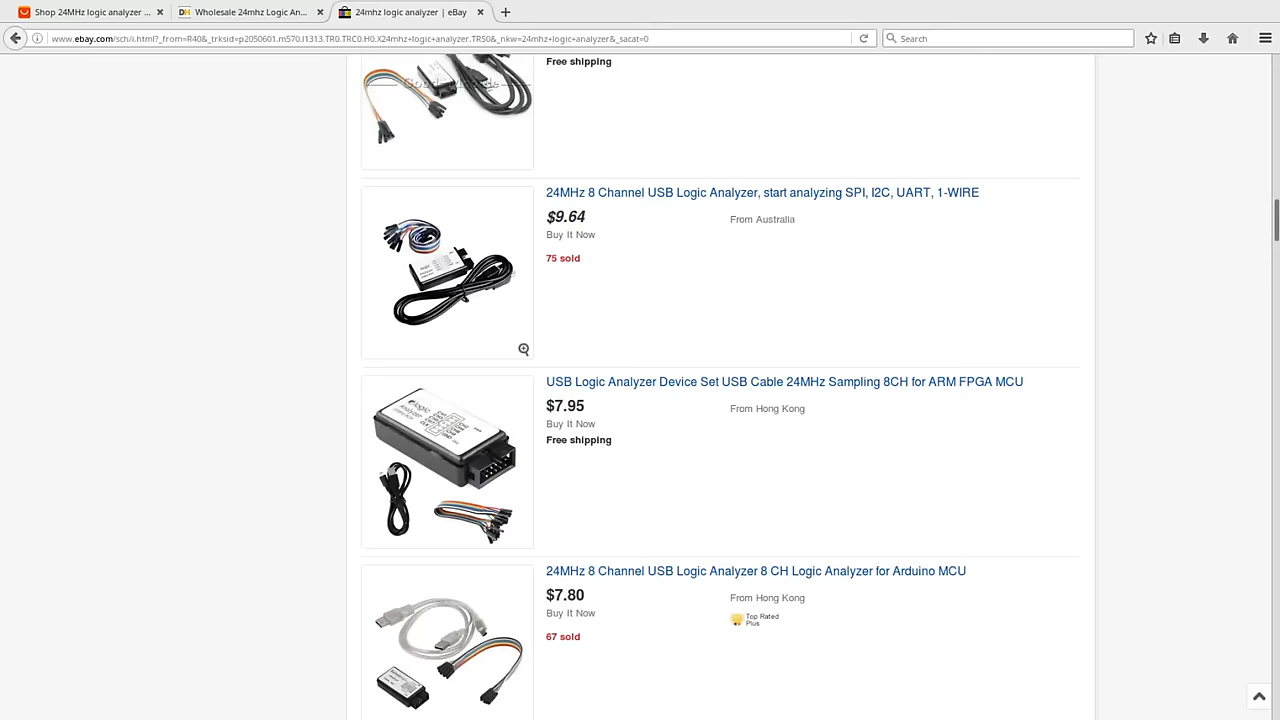 Shop 24MHz logic analyzer ...
Wholesale 24mhz Logic An...
24mhz logic analyzer | eBay
www.ebay.com/sch/i.html?_from=R40&_trksid=p2050601.m570.l1313.TR0.TRC0.H0.X24mhz+logic+analyzer.TRS0&_nkw=24mhz+logic+analyzer&_sacat=0
Search
Free shipping
24MHz 8 Channel USB Logic Analyzer, start analyzing SPI, I2C, UART, 1-WIRE
$9.64
From Australia
Buy It Now
75 sold
USB Logic Analyzer Device Set USB Cable 24MHz Sampling 8CH for ARM FPGA MCU
$7.95
From Hong Kong
Buy It Now
Free shipping
24MHz 8 Channel USB Logic Analyzer 8 CH Logic Analyzer for Arduino MCU
$7.80
From Hong Kong
Buy It Now
Top Rated
Plus
67 sold